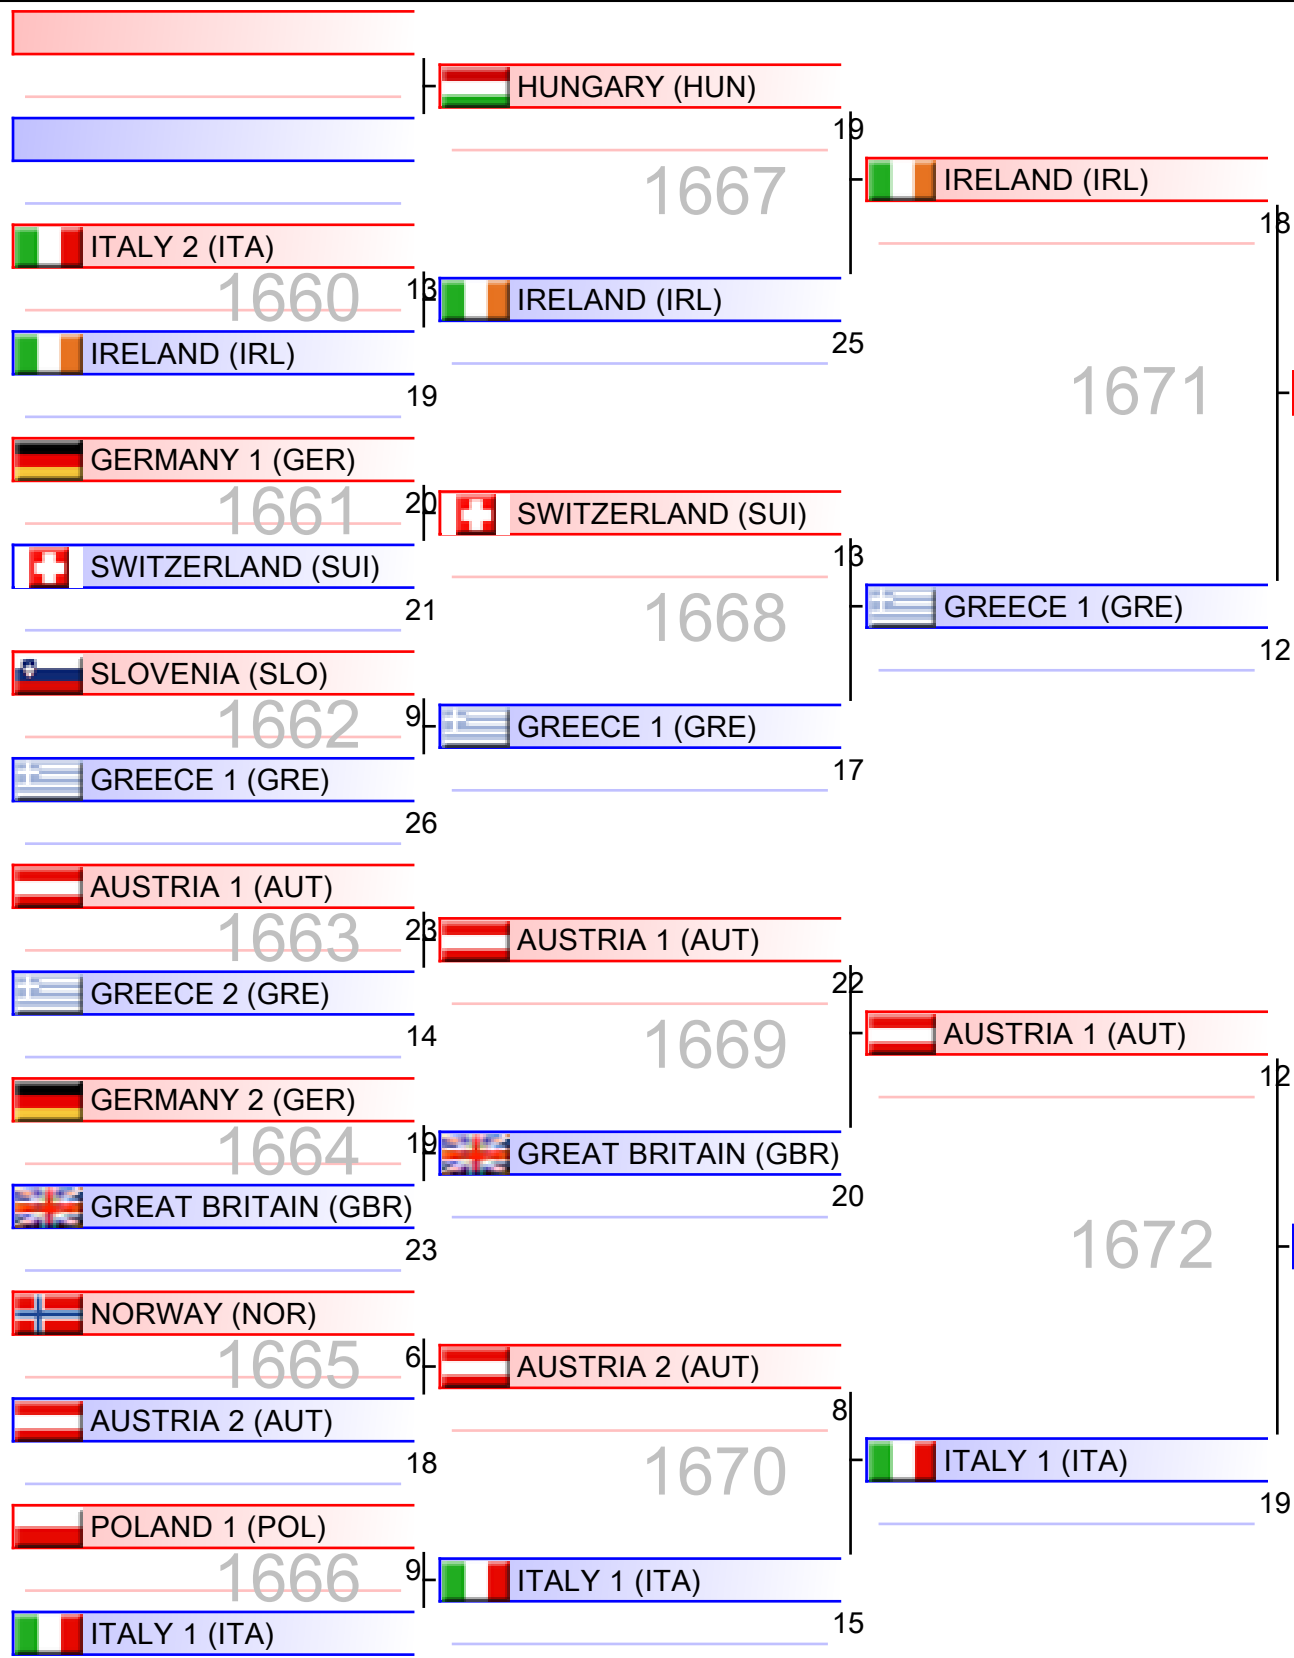 HUNGARY (HUN)
19
1667
IRELAND (IRL)
18
ITALY 2 (ITA)
1660
13
IRELAND (IRL)
25
IRELAND (IRL)
19
1671
GERMANY 1 (GER)
1661
20
SWITZERLAND (SUI)
13
SWITZERLAND (SUI)
21
1668
GREECE 1 (GRE)
12
SLOVENIA (SLO)
1662
9
GREECE 1 (GRE)
17
GREECE 1 (GRE)
26
AUSTRIA 1 (AUT)
1663
23
AUSTRIA 1 (AUT)
22
GREECE 2 (GRE)
14
1669
AUSTRIA 1 (AUT)
12
GERMANY 2 (GER)
1664
19
GREAT BRITAIN (GBR)
20
GREAT BRITAIN (GBR)
23
1672
NORWAY (NOR)
1665
6
AUSTRIA 2 (AUT)
8
AUSTRIA 2 (AUT)
18
1670
ITALY 1 (ITA)
19
POLAND 1 (POL)
1666
9
ITALY 1 (ITA)
15
ITALY 1 (ITA)